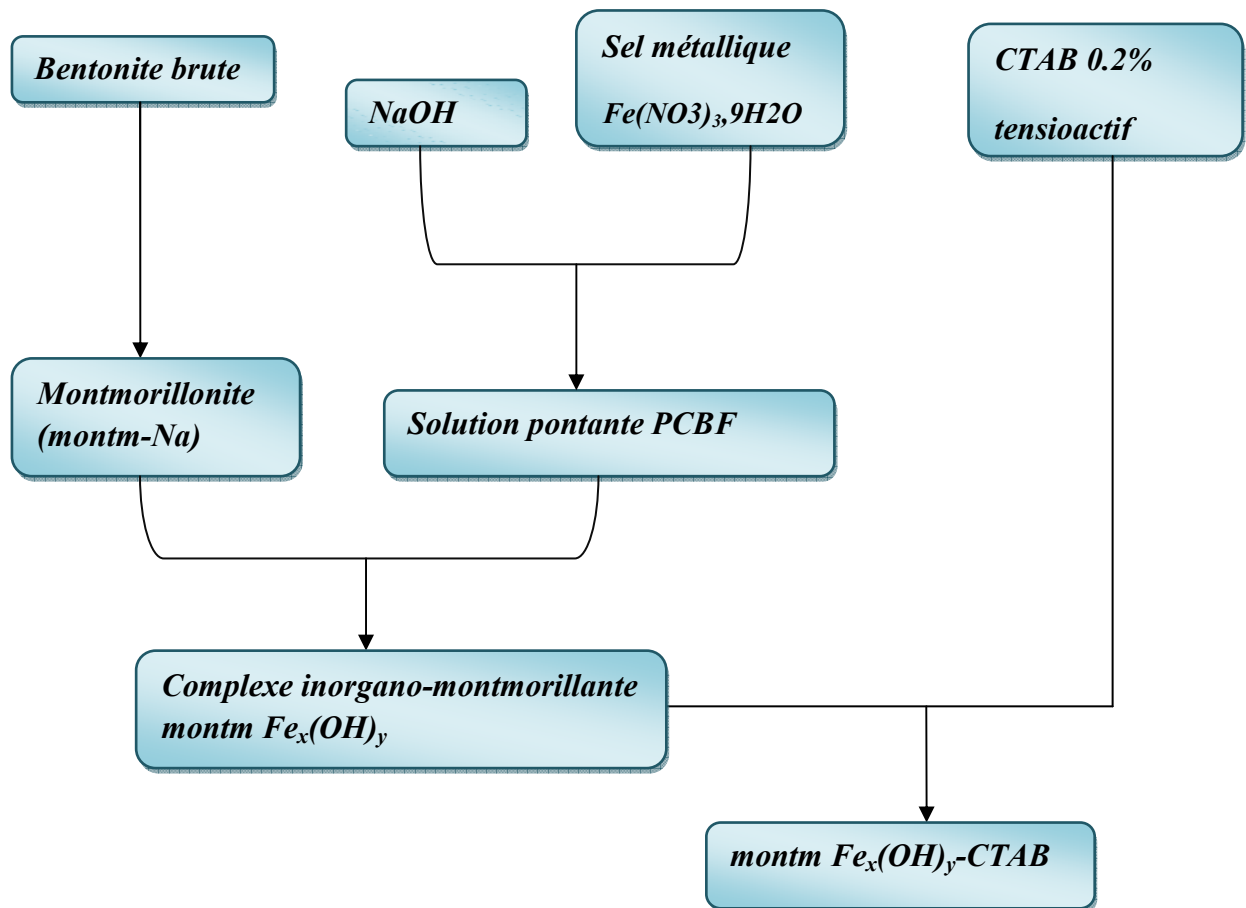 Bentonite brute
NaOH
Sel métallique
Fe(NO3)₃,9H2O
CTAB 0.2%
tensioactif
Montmorillonite
(montm-Na)
Solution pontante PCBF
Complexe inorgano-montmorillante
montm Feₓ(OH)ᵧ
montm Feₓ(OH)ᵧ-CTAB